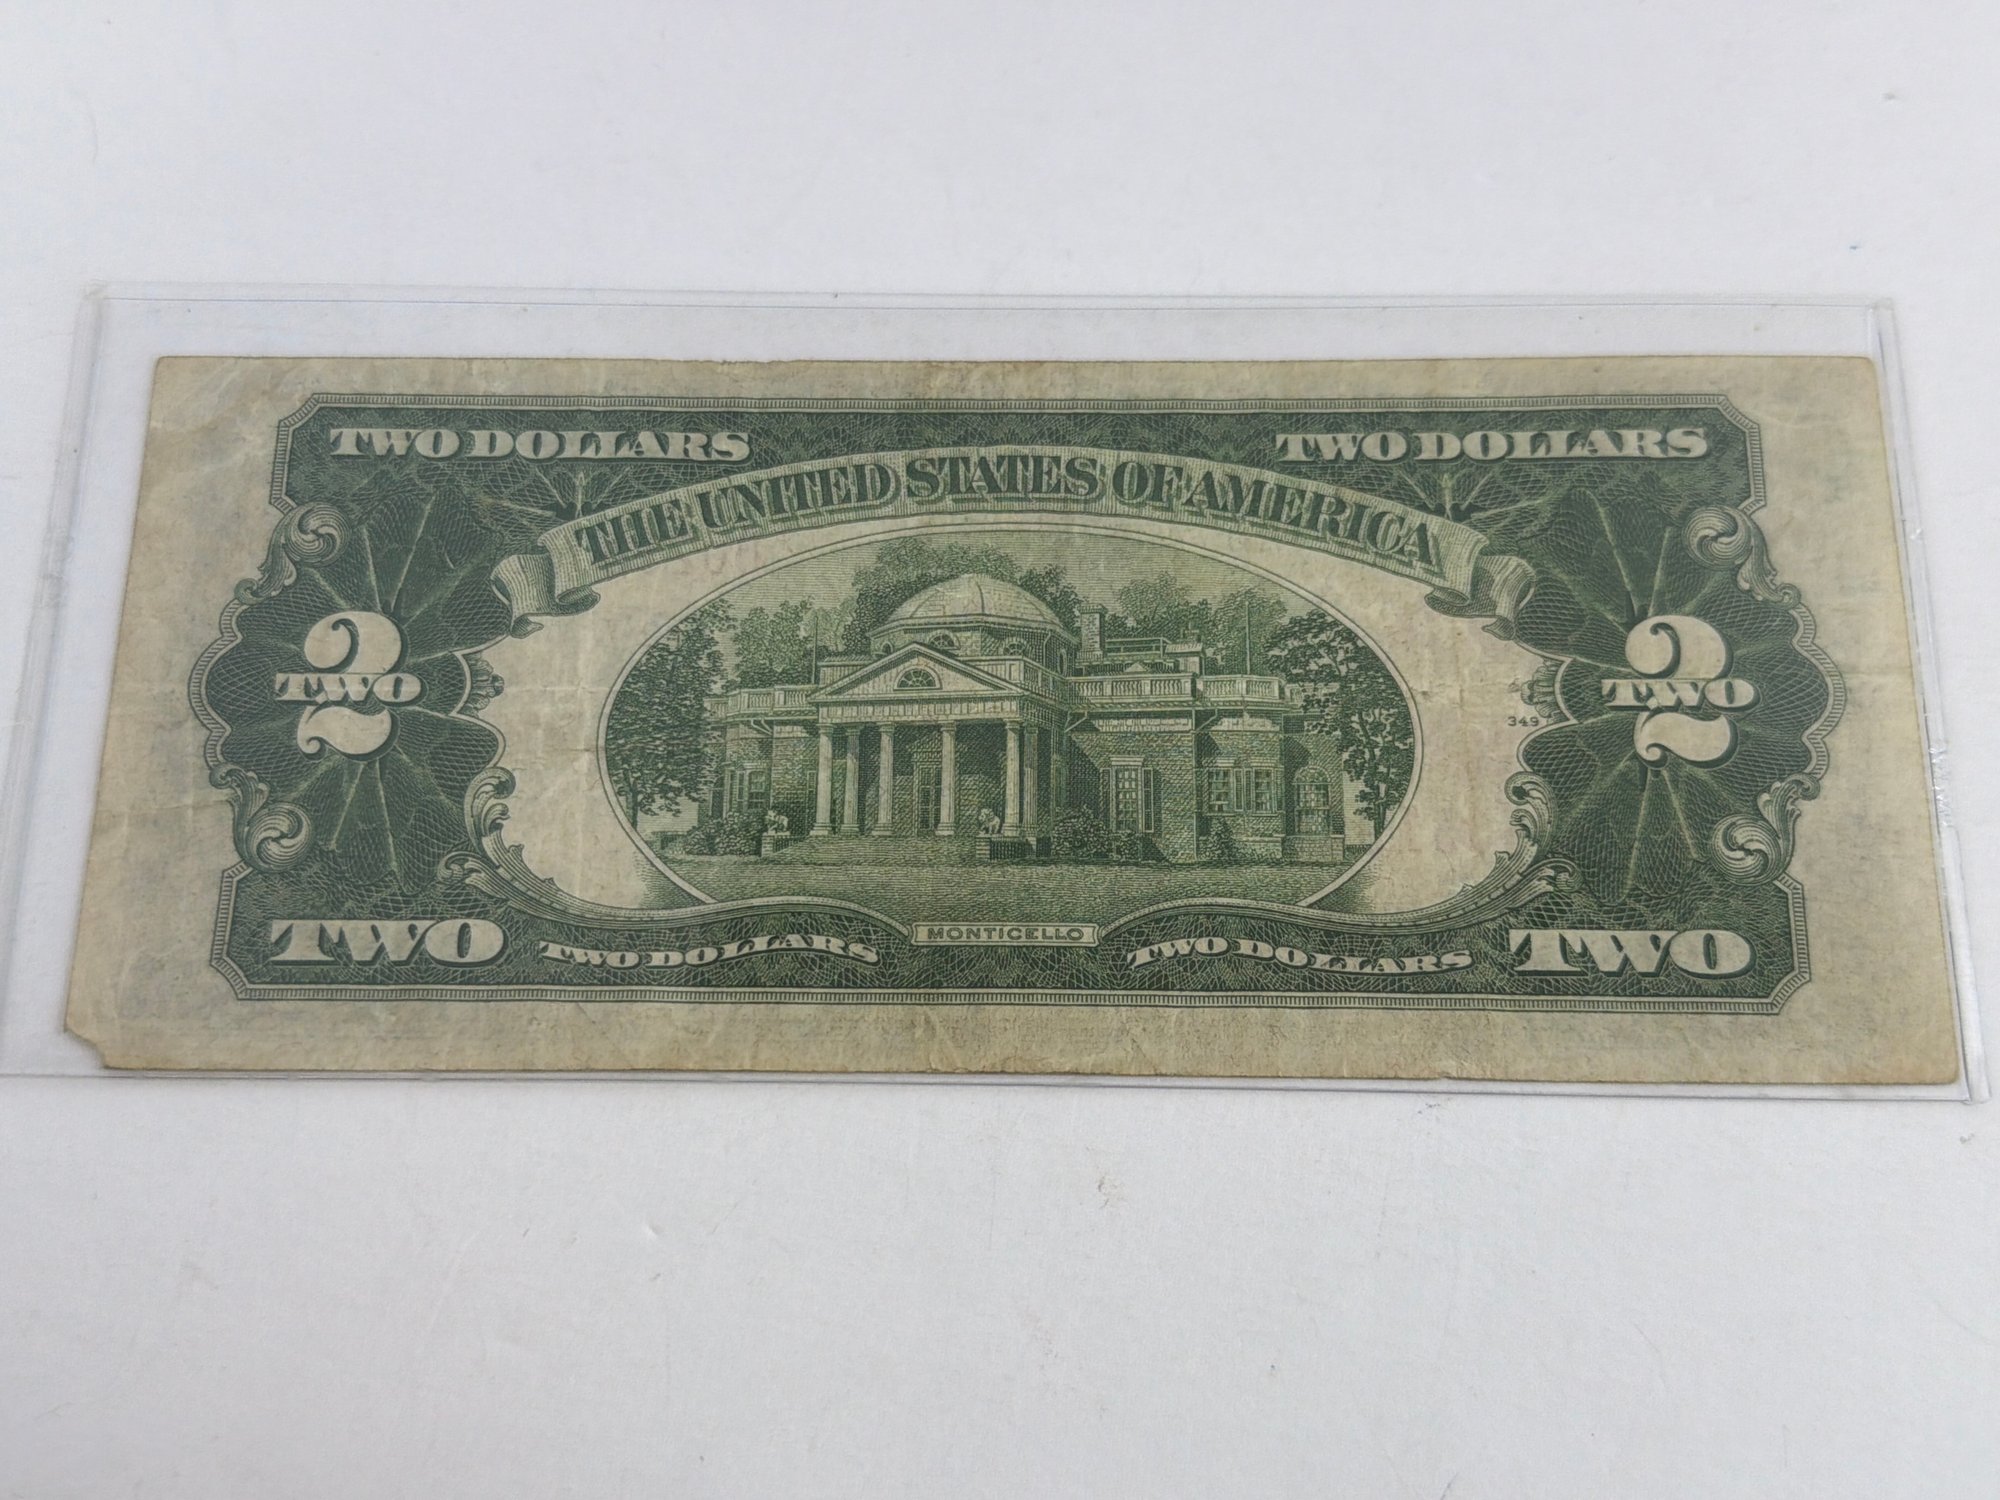 TWO DOLLARS TWO DOLLARS
THE UNITED STATES OF AMERICA
2 2
TWO TWO
349
TWO TWO DOLLARS MONTICELLO TWO DOLLARS TWO